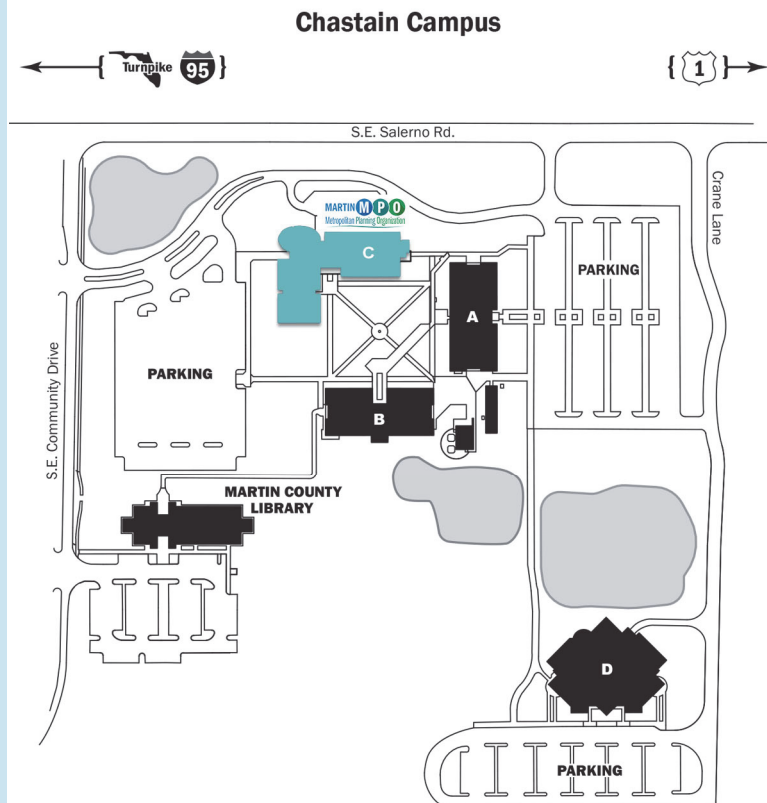 Chastain Campus
{ Turnpike 95 }
{ 1 }
S.E. Salerno Rd.
Crane Lane
MARTIN MPO
Metropolitan Planning Organization
C
A
PARKING
S.E. Community Drive
PARKING
B
MARTIN COUNTY
LIBRARY
D
PARKING